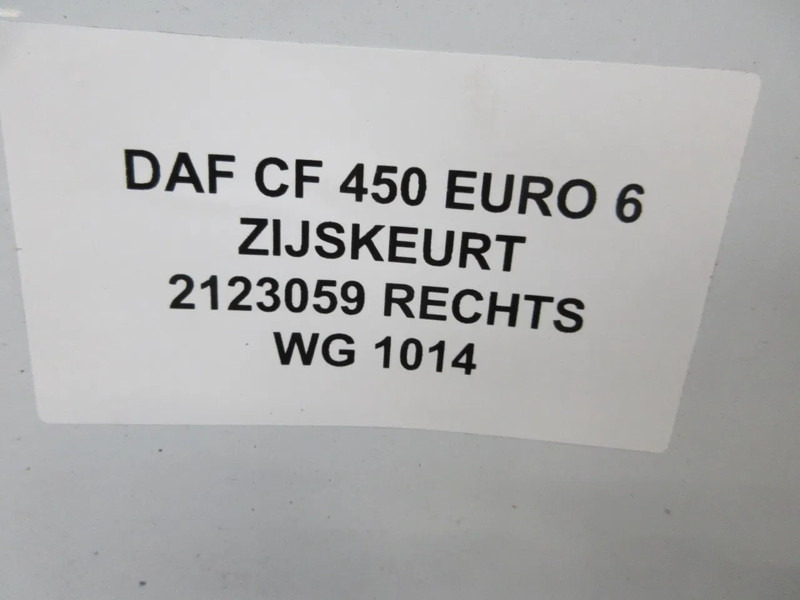 DAF CF 450 EURO 6
ZIJSKEURT
2123059 RECHTS
WG 1014